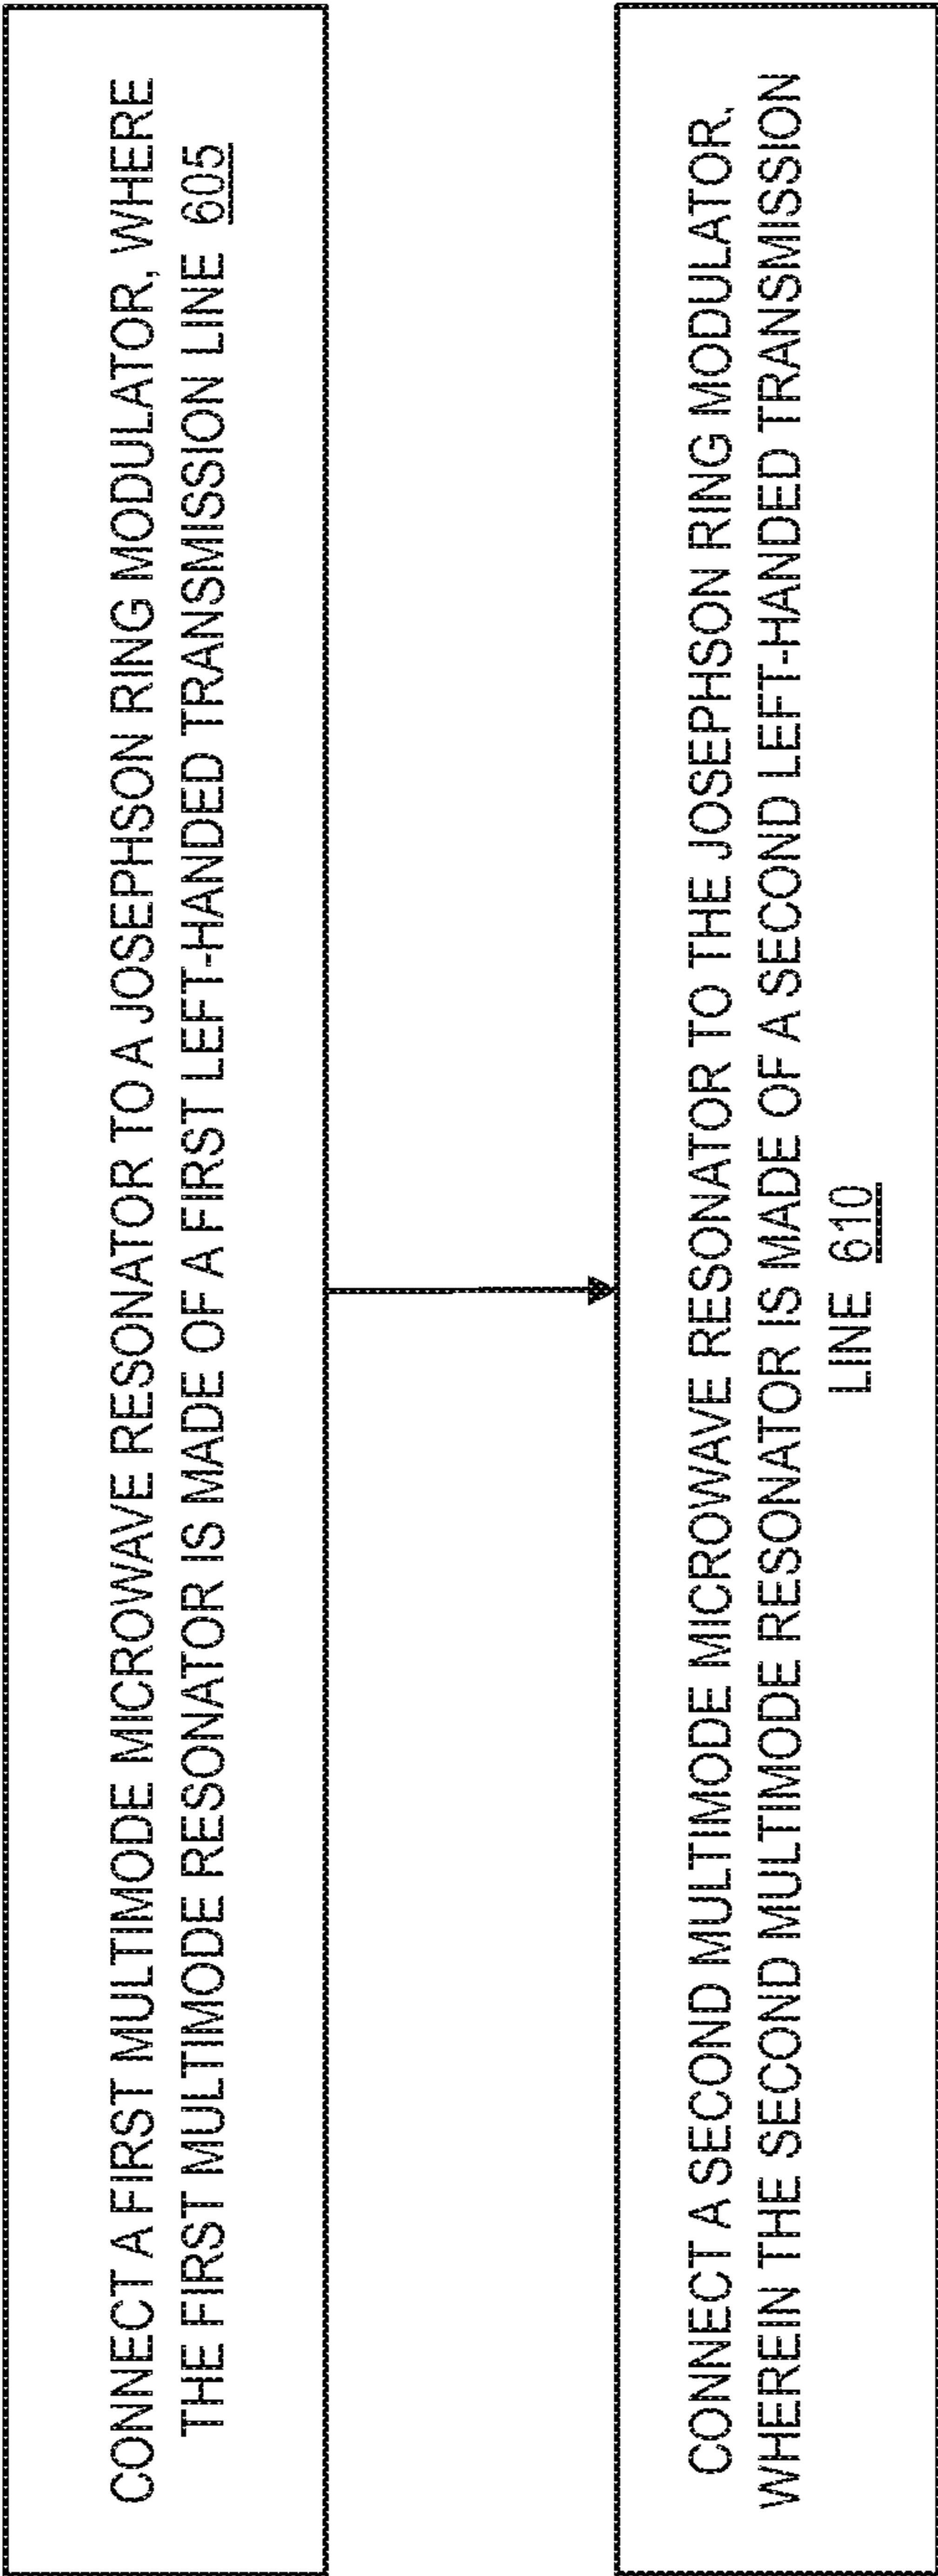 CONNECT A FIRST MULTIMODE MICROWAVE RESONATOR TO A JOSEPHSON RING MODULATOR, WHERE
THE FIRST MULTIMODE RESONATOR IS MADE OF A FIRST LEFT-HANDED TRANSMISSION LINE 605
CONNECT A SECOND MULTIMODE MICROWAVE RESONATOR TO THE JOSEPHSON RING MODULATOR,
WHEREIN THE SECOND MULTIMODE RESONATOR IS MADE OF A SECOND LEFT-HANDED TRANSMISSION
LINE 610